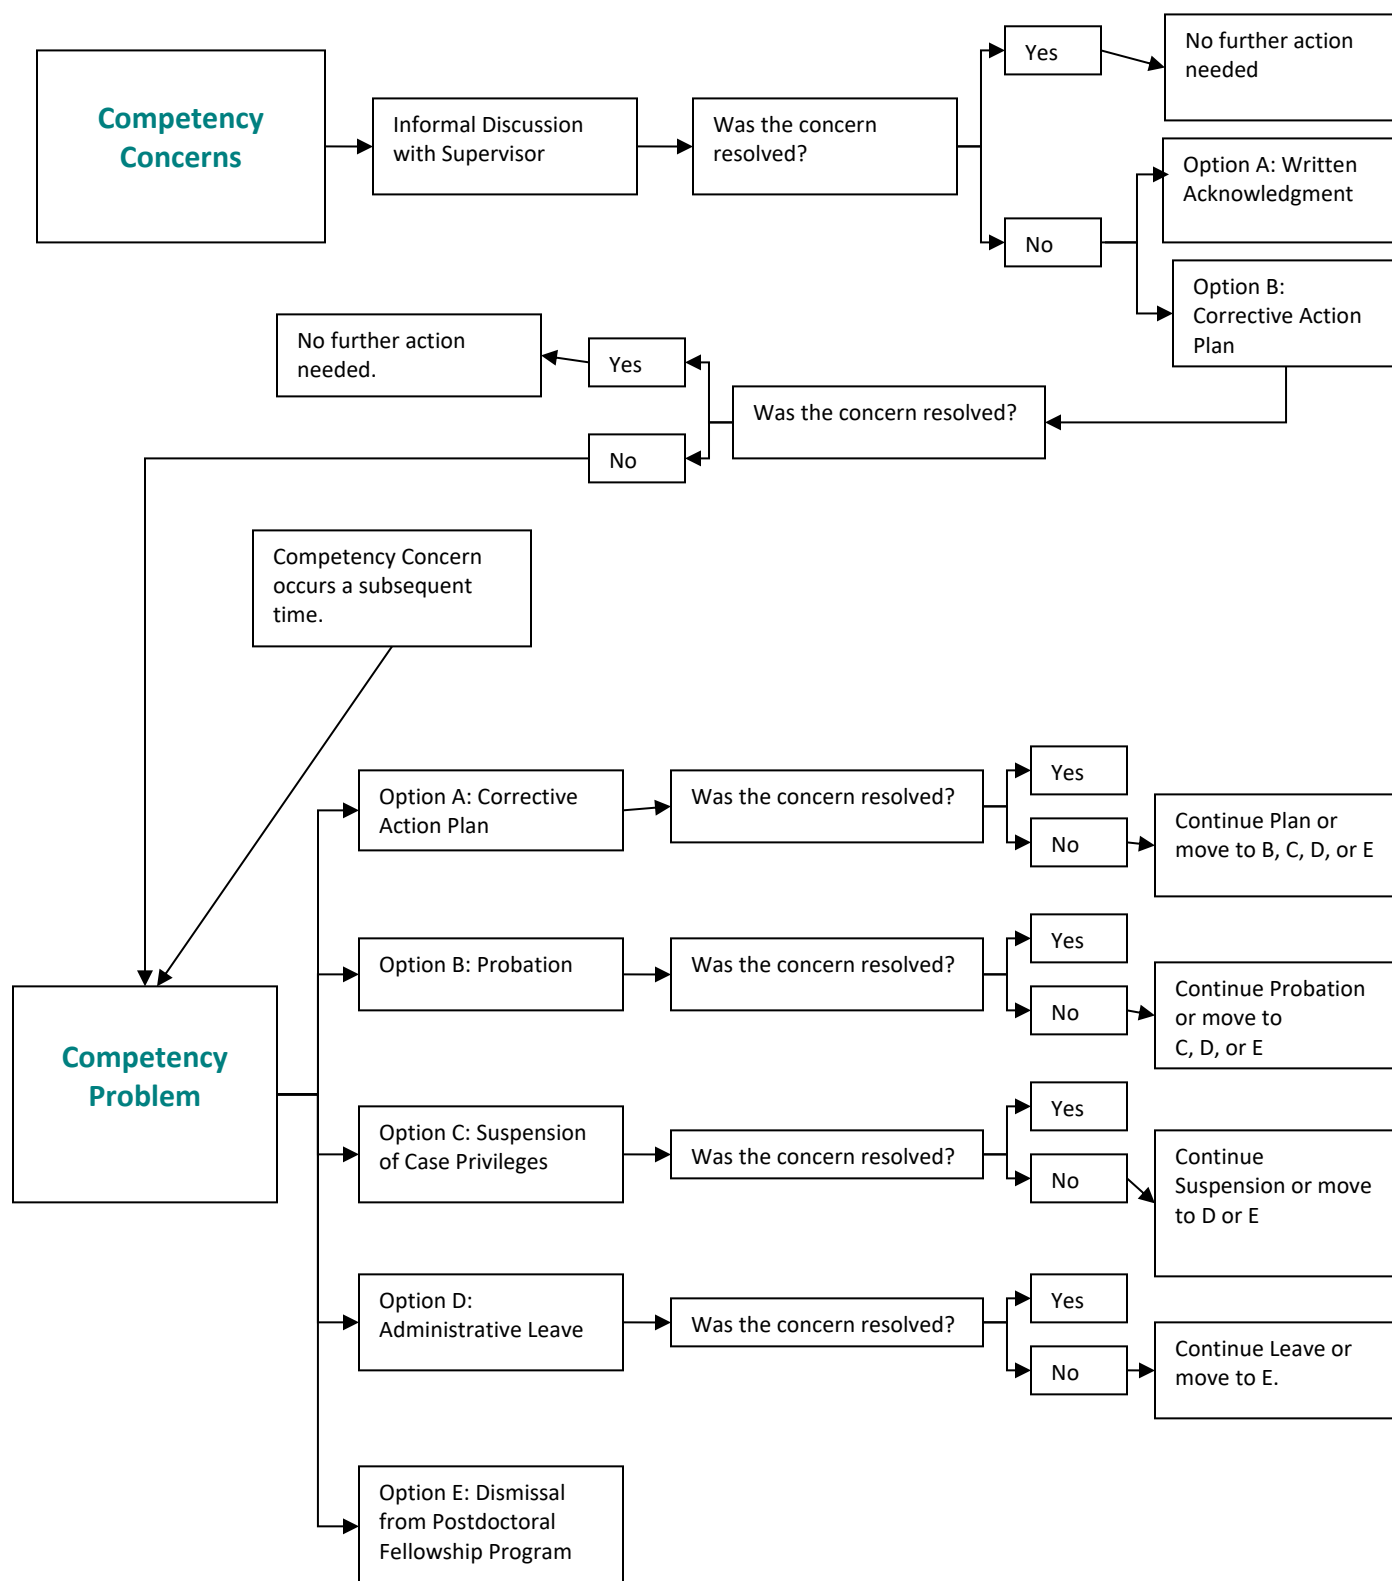 Competency
Concerns
Informal Discussion
with Supervisor
Was the concern
resolved?
Yes
No further action
needed
No
Option A: Written
Acknowledgment
Option B:
Corrective Action
Plan
Was the concern resolved?
Yes
No further action
needed.
No
Competency Concern
occurs a subsequent
time.
Competency
Problem
Option A: Corrective
Action Plan
Was the concern resolved?
Yes
No
Continue Plan or
move to B, C, D, or E
Option B: Probation
Was the concern resolved?
Yes
No
Continue Probation
or move to
C, D, or E
Option C: Suspension
of Case Privileges
Was the concern resolved?
Yes
No
Continue
Suspension or move
to D or E
Option D:
Administrative Leave
Was the concern resolved?
Yes
No
Continue Leave or
move to E.
Option E: Dismissal
from Postdoctoral
Fellowship Program